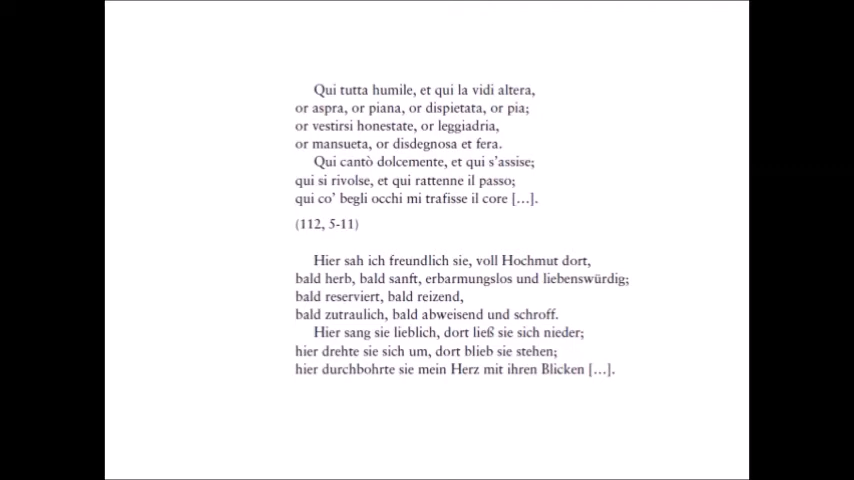 Qui tutta humile, et qui la vidi altera,
or aspra, or piana, or dispietata, or pia;
or vestirsi honestate, or leggiadria,
or mansueta, or disdegnosa et fera.
Qui cantò dolcemente, et qui s'assise;
qui si rivolse, et qui rattenne il passo;
qui co' begli occhi mi trafisse il core […].
(112, 5-11)
Hier sah ich freundlich sie, voll Hochmut dort,
bald herb, bald sanft, erbarmungslos und liebenswürdig;
bald reserviert, bald reizend,
bald zutraulich, bald abweisend und schroff.
Hier sang sie lieblich, dort ließ sie sich nieder;
hier drehte sie sich um, dort blieb sie stehen;
hier durchbohrte sie mein Herz mit ihren Blicken […].